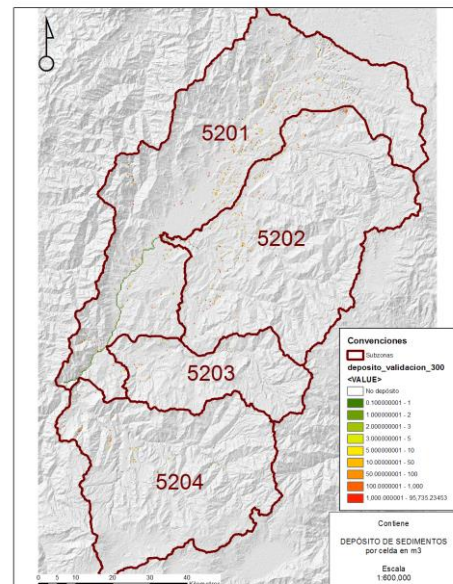 5201
5202
5203
5204
Convenciones
Subzonas
deposito_validacion_300
<VALUE>
No depósito
0.100000001 - 1
1.000000001 - 2
2.000000001 - 3
3.000000001 - 5
5.000000001 - 10
10.00000001 - 50
50.00000001 - 100
100.0000001 - 1,000
1,000.000001 - 95,735.23453
Contiene
DEPÓSITO DE SEDIMENTOS
por celda en m3
Escala
1:600,000
0 5 10 20 30 40